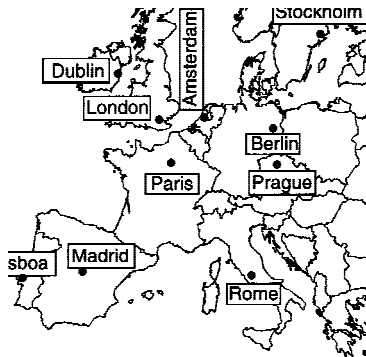 Stockholm
Amsterdam
Dublin
London
Berlin
Paris
Prague
Madrid
sboa
Rome